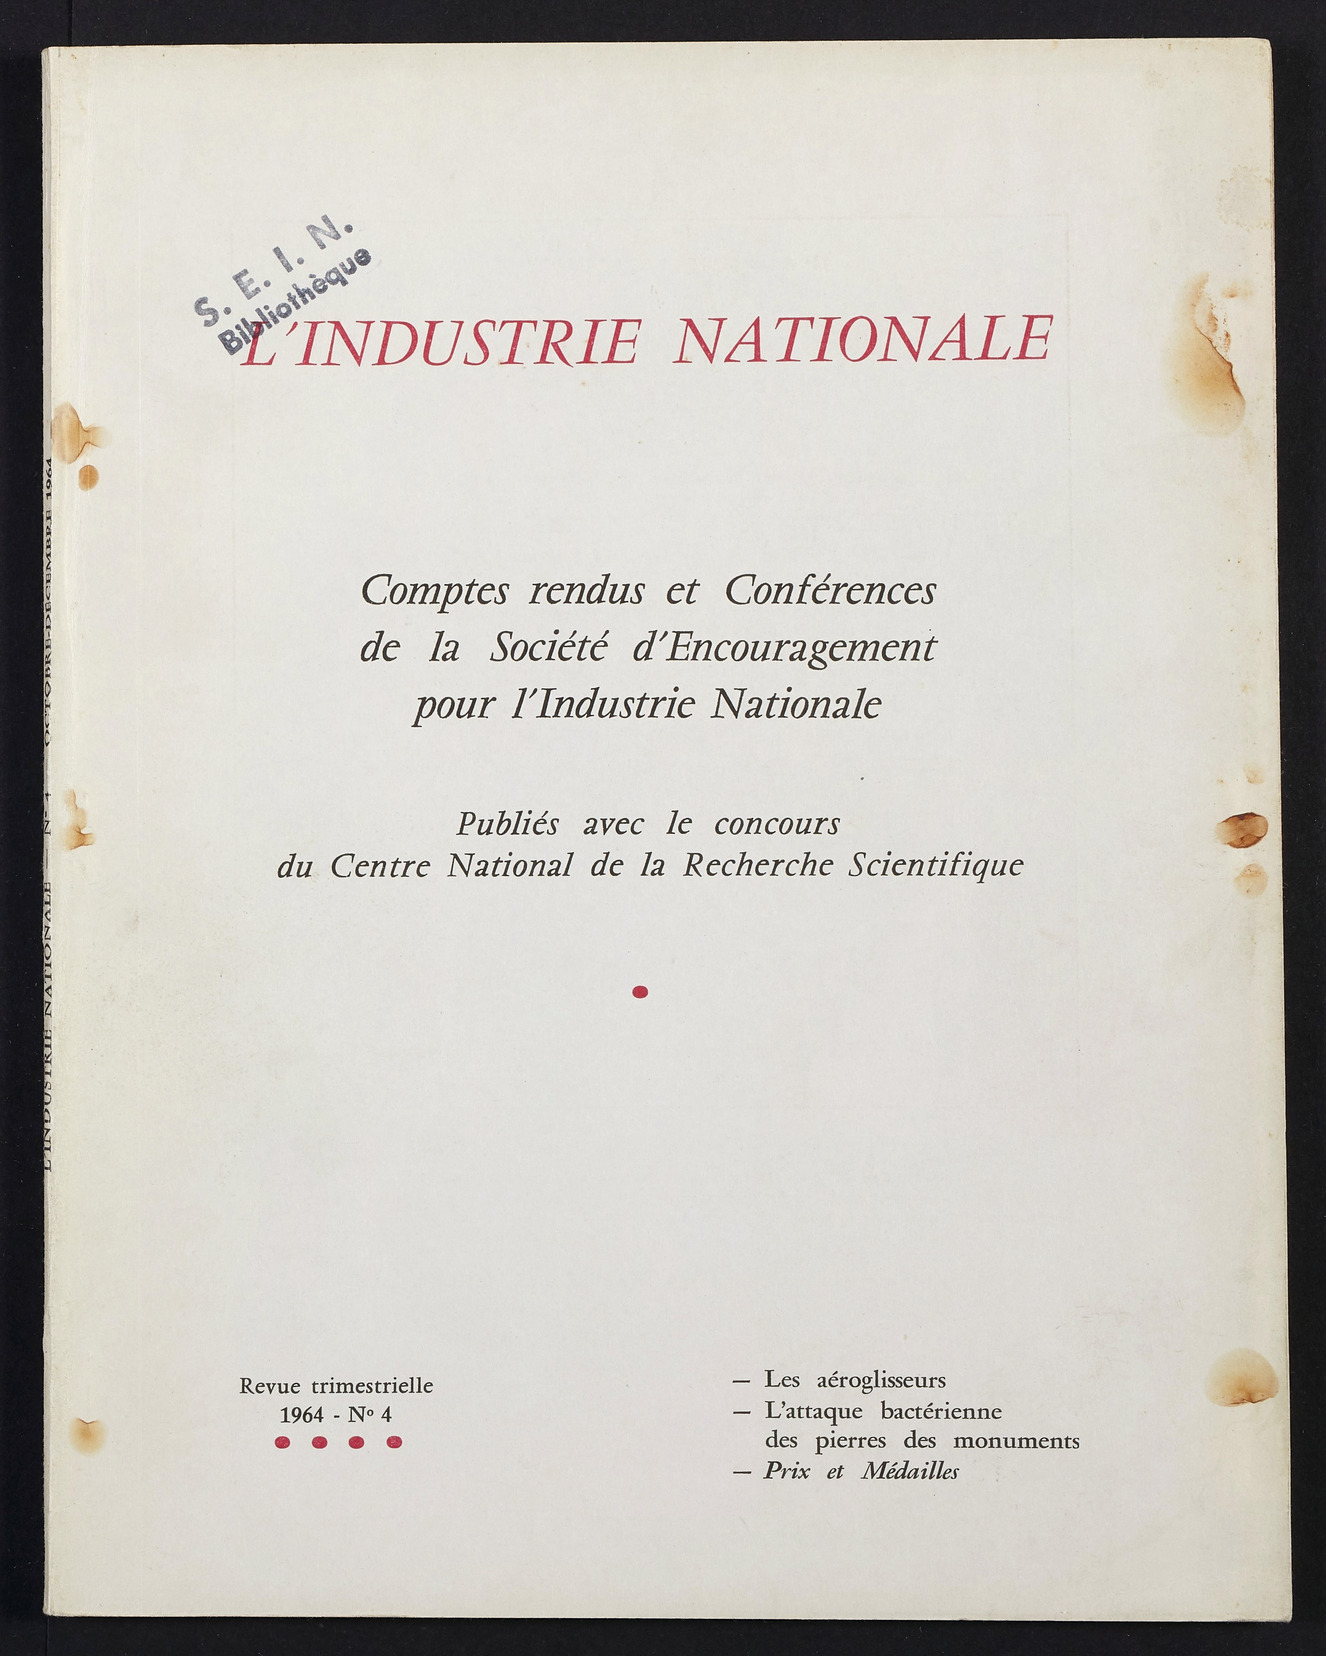 S. E. I. N.
Bibliothèque
L'INDUSTRIE NATIONALE
Comptes rendus et Conférences
de la Société d'Encouragement
pour l'Industrie Nationale
Publiés avec le concours
du Centre National de la Recherche Scientifique
Revue trimestrielle
1964 - Nº 4
— Les aéroglisseurs
— L'attaque bactérienne
des pierres des monuments
— Prix et Médailles
L'INDUSTRIE NATIONALE — Nº 4 — OCTOBRE-DÉCEMBRE 1964